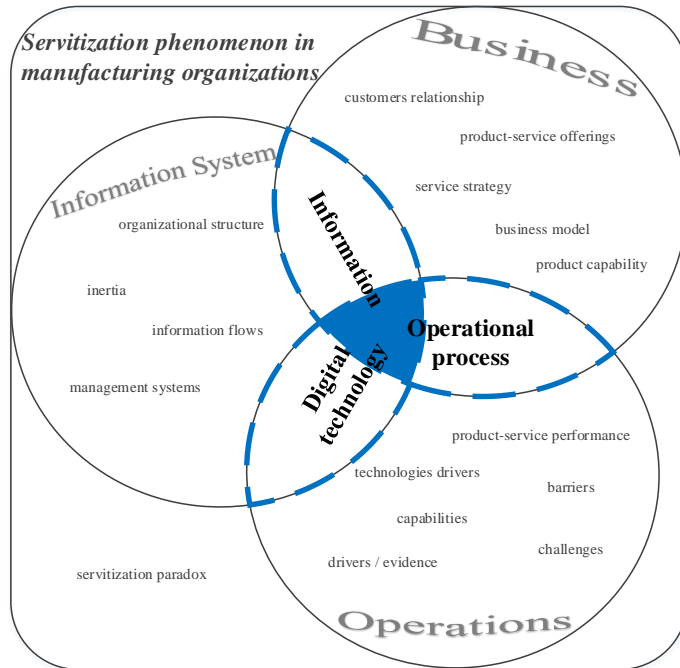 Servitization phenomenon in
manufacturing organizations
Business
customers relationship
product-service offerings
service strategy
business model
product capability
Information System
organizational structure
inertia
information flows
management systems
Information
Operational
process
Digital
technology
product-service performance
technologies drivers
barriers
capabilities
challenges
drivers / evidence
servitization paradox
Operations